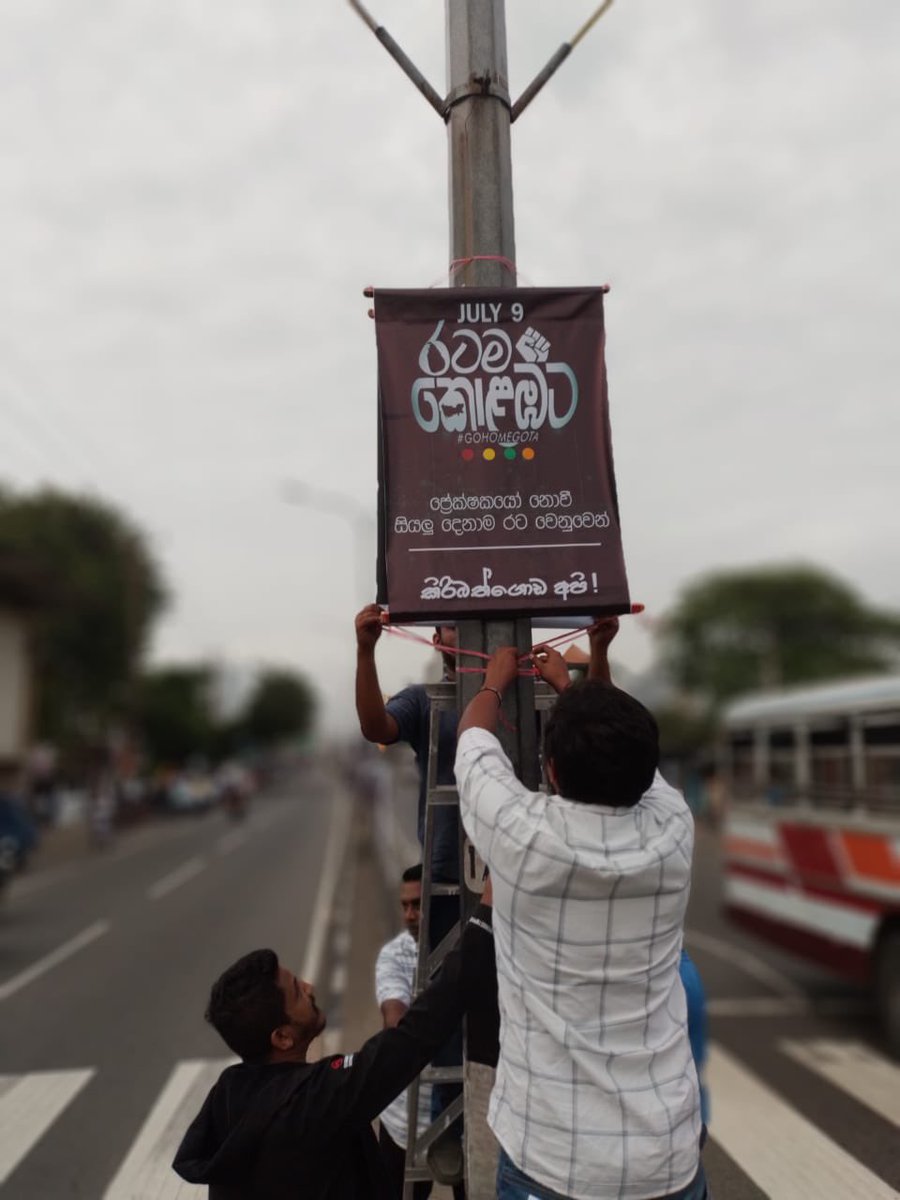 JULY 9
රටම
කොළඹට
#GOHOMEGOTA
ප්‍රේක්ෂකයෝ නොවී
සියලු දෙනාම රට වෙනුවෙන්
කිරිබත්ගොඩ අපි!